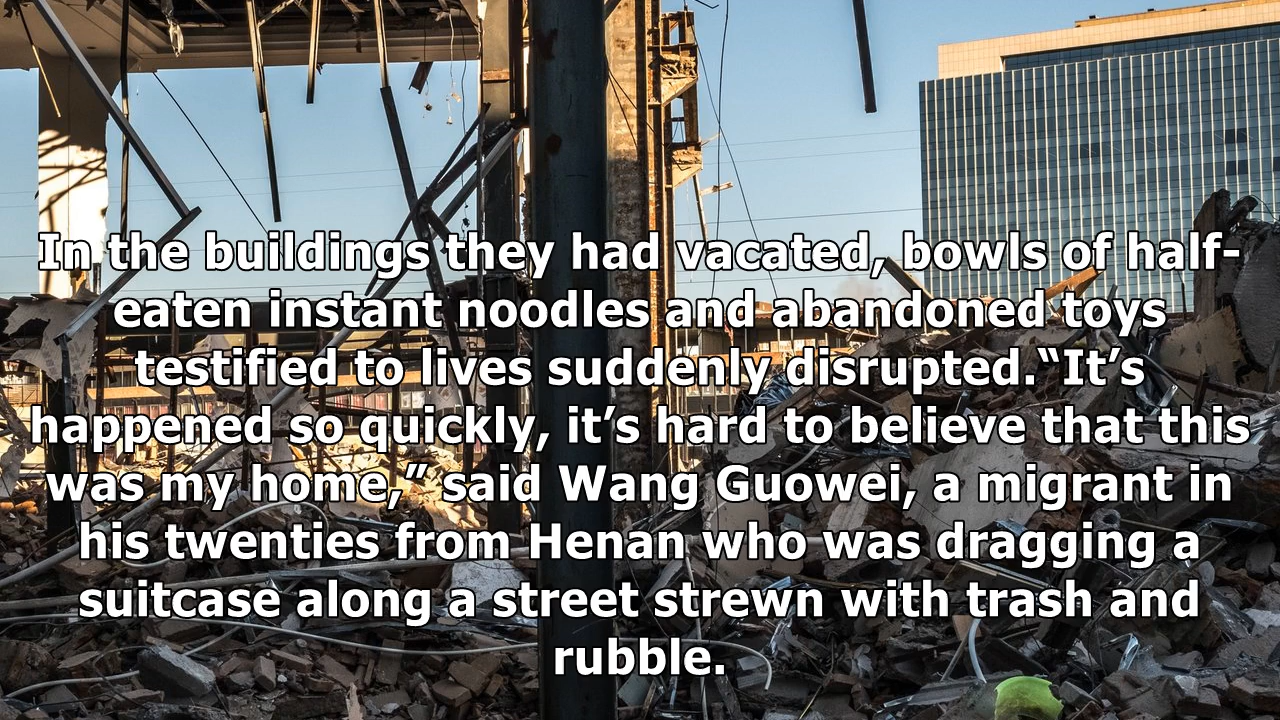 In the buildings they had vacated, bowls of half-
eaten instant noodles and abandoned toys
testified to lives suddenly disrupted.“It’s
happened so quickly, it’s hard to believe that this
was my home,” said Wang Guowei, a migrant in
his twenties from Henan who was dragging a
suitcase along a street strewn with trash and
rubble.